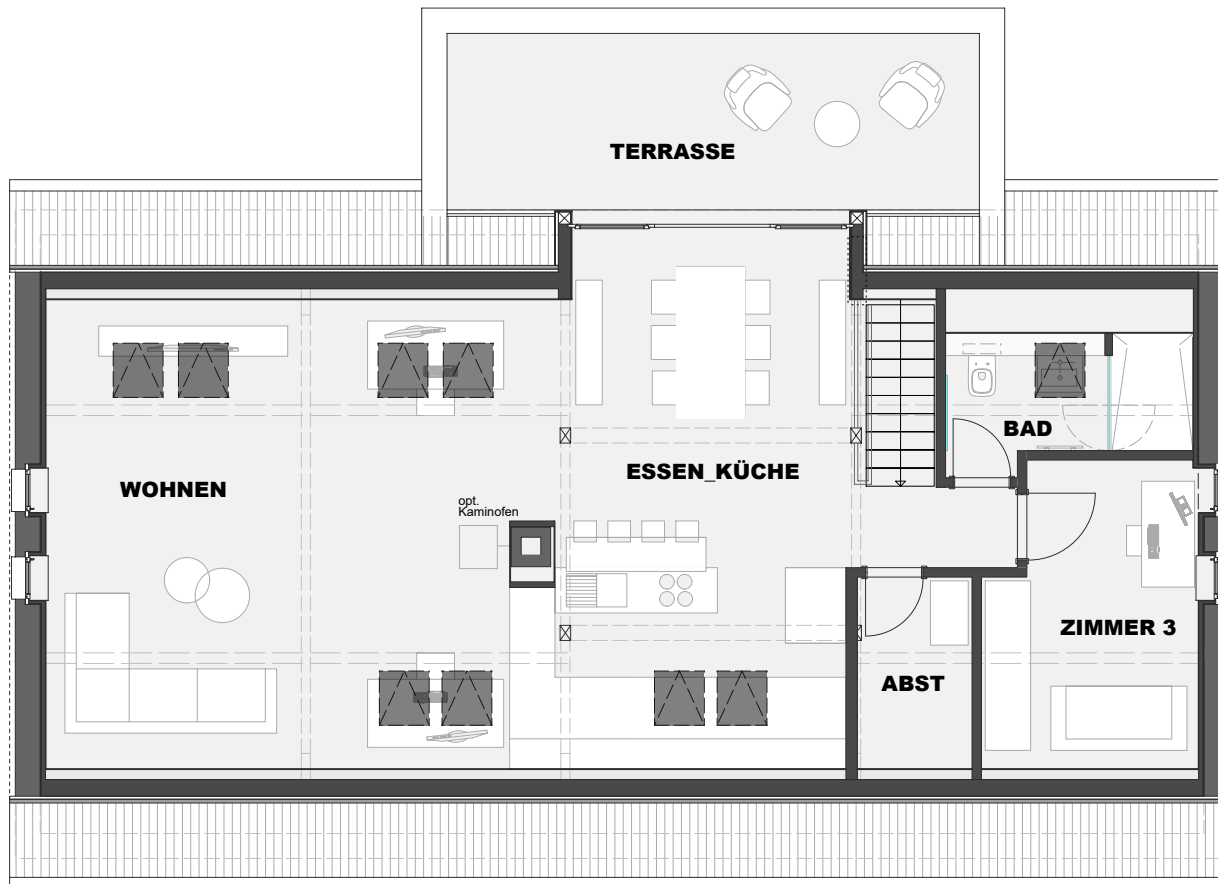 TERRASSE
BAD
ESSEN_KÜCHE
WOHNEN
opt.
Kaminofen
ZIMMER 3
ABST